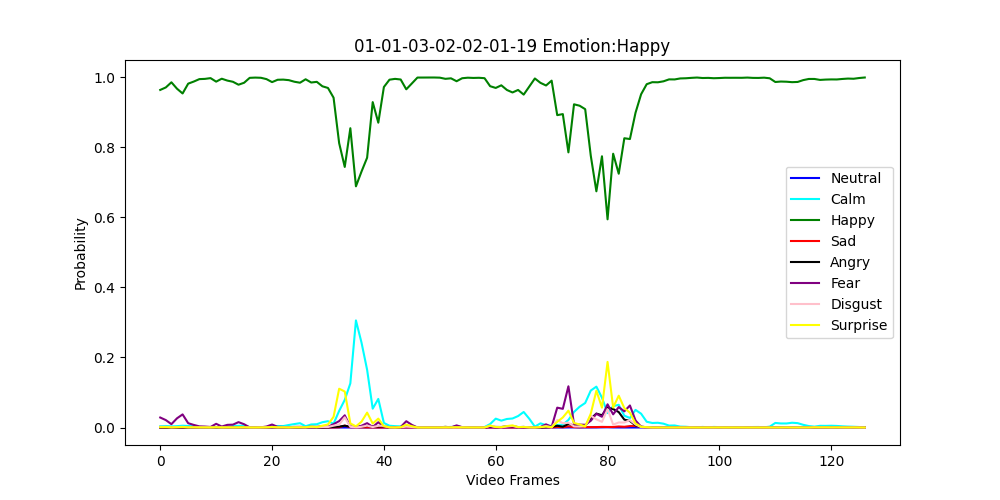 01-01-03-02-02-01-19 Emotion:Happy
Probability
1.0
0.8
0.6
0.4
0.2
0.0
0
20
40
60
80
100
120
Video Frames
Neutral
Calm
Happy
Sad
Angry
Fear
Disgust
Surprise